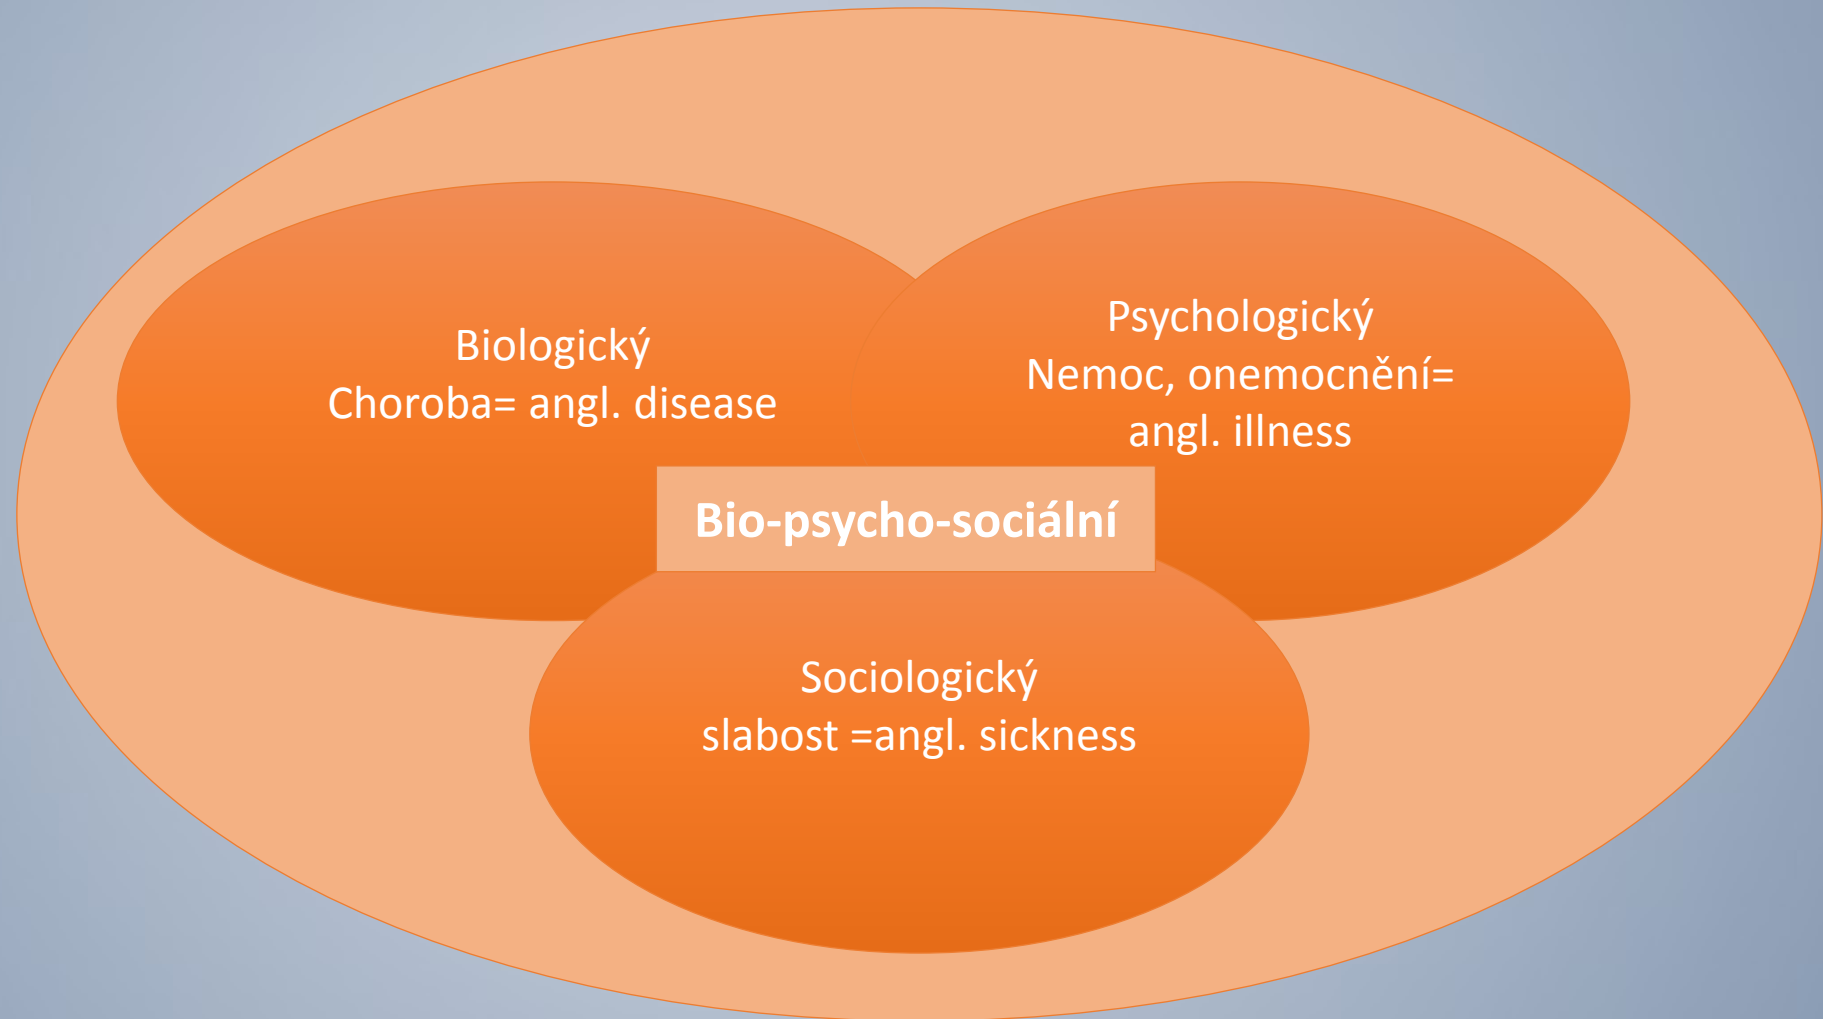 Biologický
Choroba= angl. disease
Psychologický
Nemoc, onemocnění=
angl. illness
Bio-psycho-sociální
Sociologický
slabost =angl. sickness